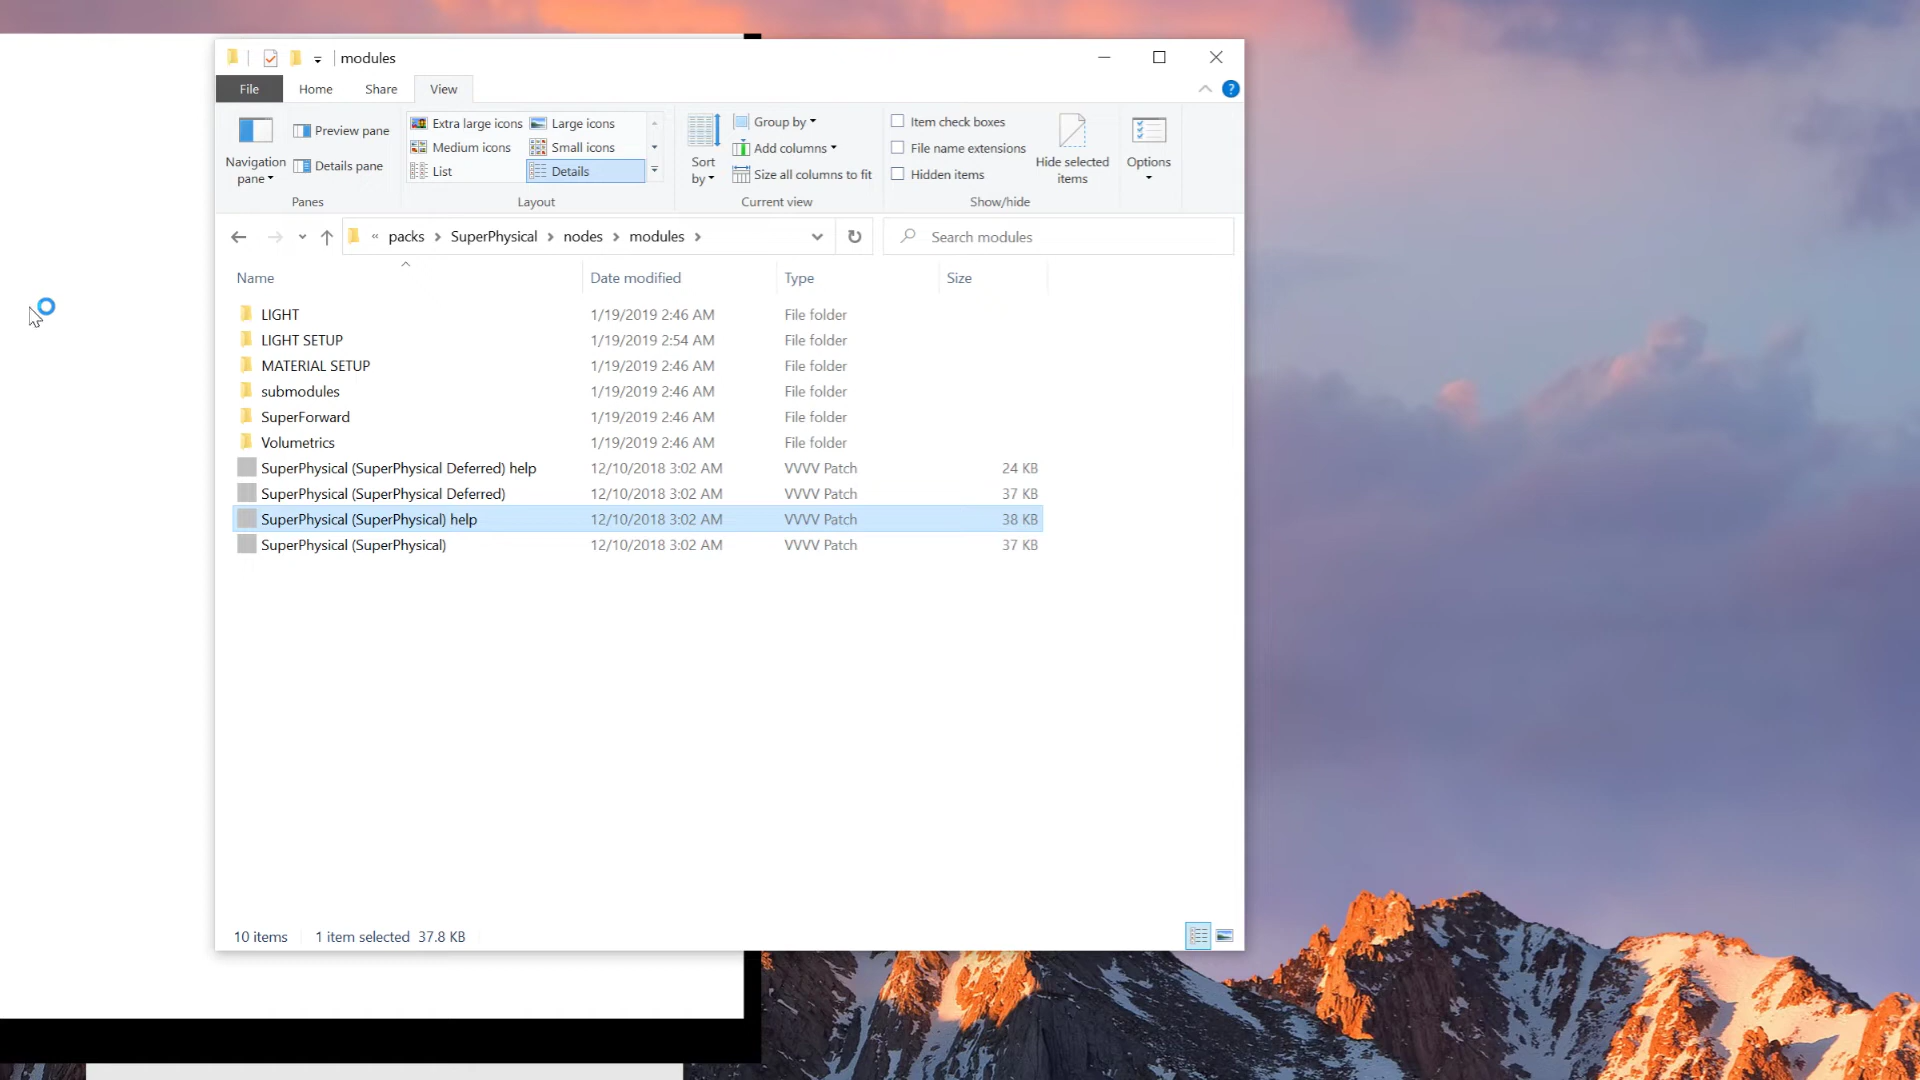 modules
File Home Share View
Navigation pane
Preview pane
Details pane
Panes
Extra large icons Large icons
Medium icons Small icons
List Details
Layout
Sort by
Group by
Add columns
Size all columns to fit
Current view
Item check boxes
File name extensions
Hidden items
Hide selected items
Show/hide
Options
« packs > SuperPhysical > nodes > modules >
Search modules
Name Date modified Type Size
LIGHT 1/19/2019 2:46 AM File folder
LIGHT SETUP 1/19/2019 2:54 AM File folder
MATERIAL SETUP 1/19/2019 2:46 AM File folder
submodules 1/19/2019 2:46 AM File folder
SuperForward 1/19/2019 2:46 AM File folder
Volumetrics 1/19/2019 2:46 AM File folder
SuperPhysical (SuperPhysical Deferred) help 12/10/2018 3:02 AM VVVV Patch 24 KB
SuperPhysical (SuperPhysical Deferred) 12/10/2018 3:02 AM VVVV Patch 37 KB
SuperPhysical (SuperPhysical) help 12/10/2018 3:02 AM VVVV Patch 38 KB
SuperPhysical (SuperPhysical) 12/10/2018 3:02 AM VVVV Patch 37 KB
10 items 1 item selected 37.8 KB